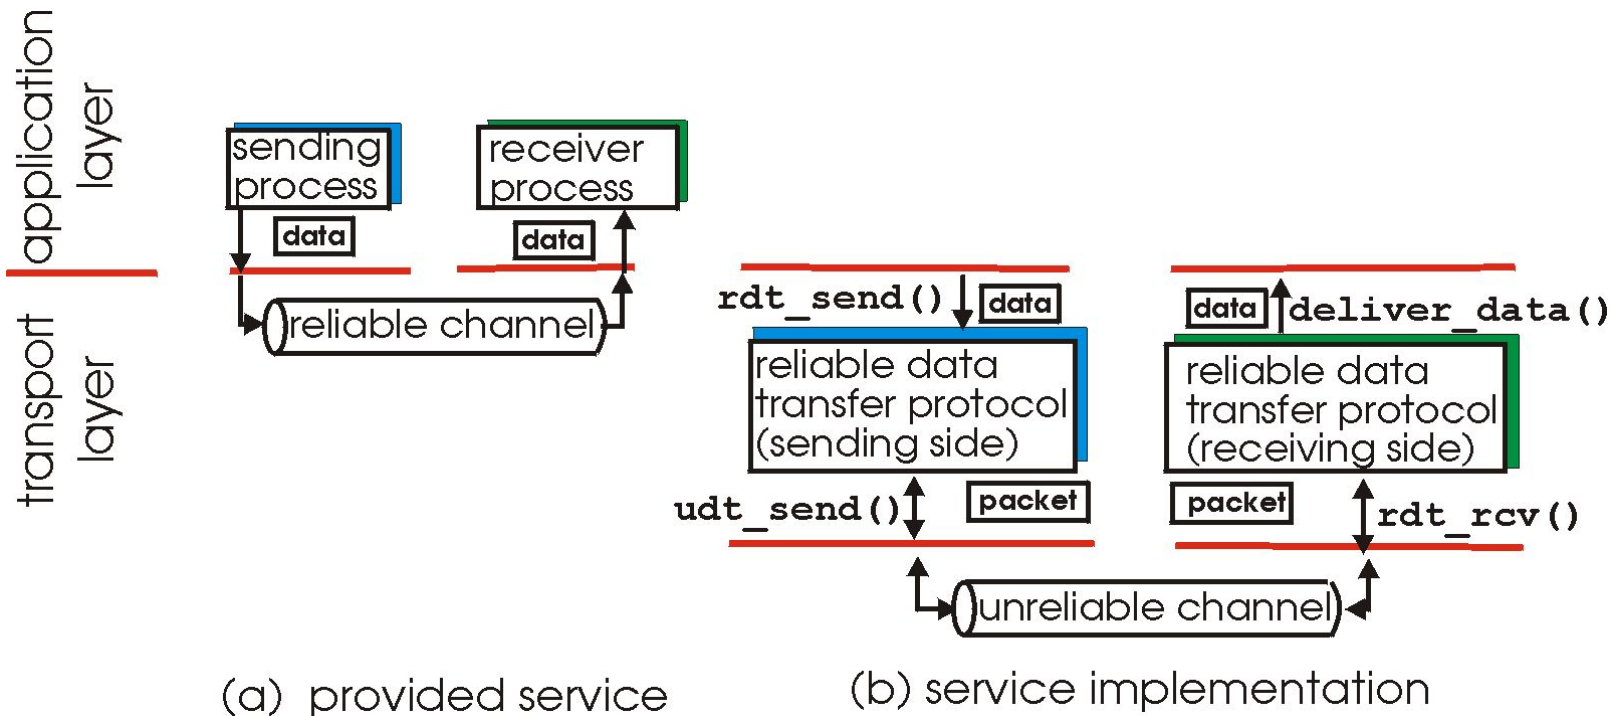 application
layer
transport
layer
sending
process
receiver
process
data
data
reliable channel
(a) provided service
rdt_send()
data
data
deliver_data()
reliable data
transfer protocol
(sending side)
reliable data
transfer protocol
(receiving side)
udt_send()
packet
packet
rdt_rcv()
unreliable channel
(b) service implementation